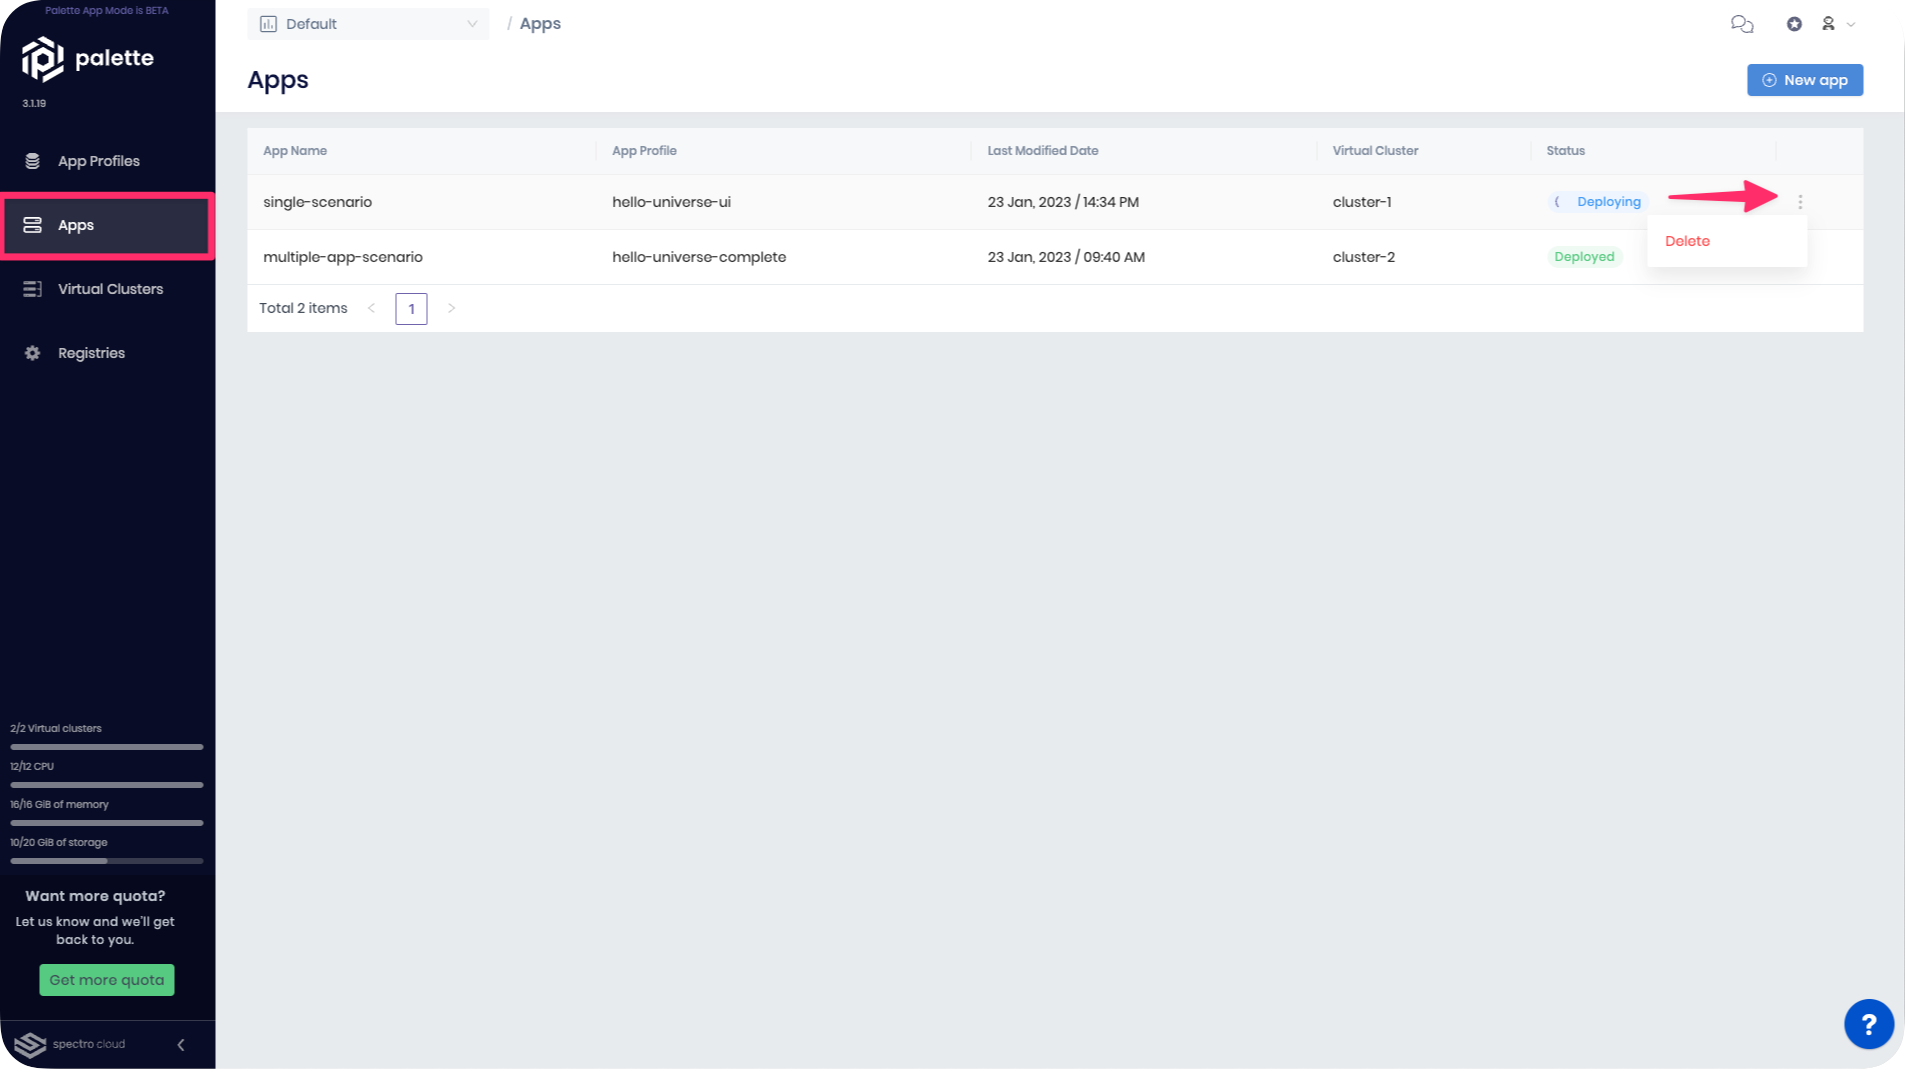 Palette App Mode is BETA
palette
3.1.19
App Profiles
Apps
Virtual Clusters
Registries
2/2 Virtual clusters
12/12 CPU
16/16 GiB of memory
10/20 GiB of storage
Want more quota?
Let us know and we'll get
back to you.
Get more quota
spectro cloud
Default / Apps
Apps
New app
App Name App Profile Last Modified Date Virtual Cluster Status
single-scenario hello-universe-ui 23 Jan, 2023 / 14:34 PM cluster-1 Deploying
Delete
multiple-app-scenario hello-universe-complete 23 Jan, 2023 / 09:40 AM cluster-2 Deployed
Total 2 items < 1 >
?